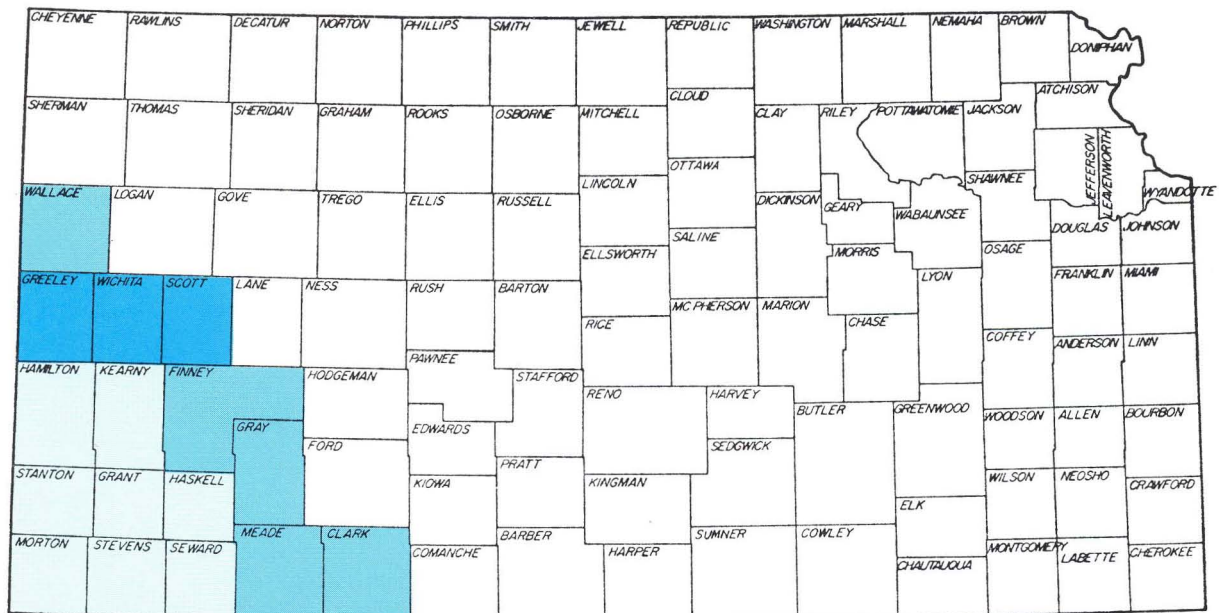 CHEYENNE
RAWLINS
DECATUR
NORTON
PHILLIPS
SMITH
JEWELL
REPUBLIC
WASHINGTON
MARSHALL
NEMAHA
BROWN
DONIPHAN
SHERMAN
THOMAS
SHERIDAN
GRAHAM
ROOKS
OSBORNE
MITCHELL
CLOUD
CLAY
RILEY
POTTAWATOMIE
JACKSON
ATCHISON
WALLACE
LOGAN
GOVE
TREGO
ELLIS
RUSSELL
LINCOLN
OTTAWA
DICKINSON
GEARY
WABAUNSEE
SHAWNEE
JEFFERSON
LEAVENWORTH
WYANDOTTE
GREELEY
WICHITA
SCOTT
LANE
NESS
RUSH
BARTON
ELLSWORTH
SALINE
MORRIS
LYON
OSAGE
DOUGLAS
JOHNSON
RICE
MC PHERSON
MARION
CHASE
FRANKLIN
MIAMI
HAMILTON
KEARNY
FINNEY
HODGEMAN
PAWNEE
STAFFORD
RENO
HARVEY
BUTLER
GREENWOOD
COFFEY
ANDERSON
LINN
GRAY
FORD
EDWARDS
SEDGWICK
WOODSON
ALLEN
BOURBON
STANTON
GRANT
HASKELL
KIOWA
PRATT
KINGMAN
ELK
WILSON
NEOSHO
CRAWFORD
MORTON
STEVENS
SEWARD
MEADE
CLARK
COMANCHE
BARBER
HARPER
SUMNER
COWLEY
CHAUTAUQUA
MONTGOMERY
LABETTE
CHEROKEE